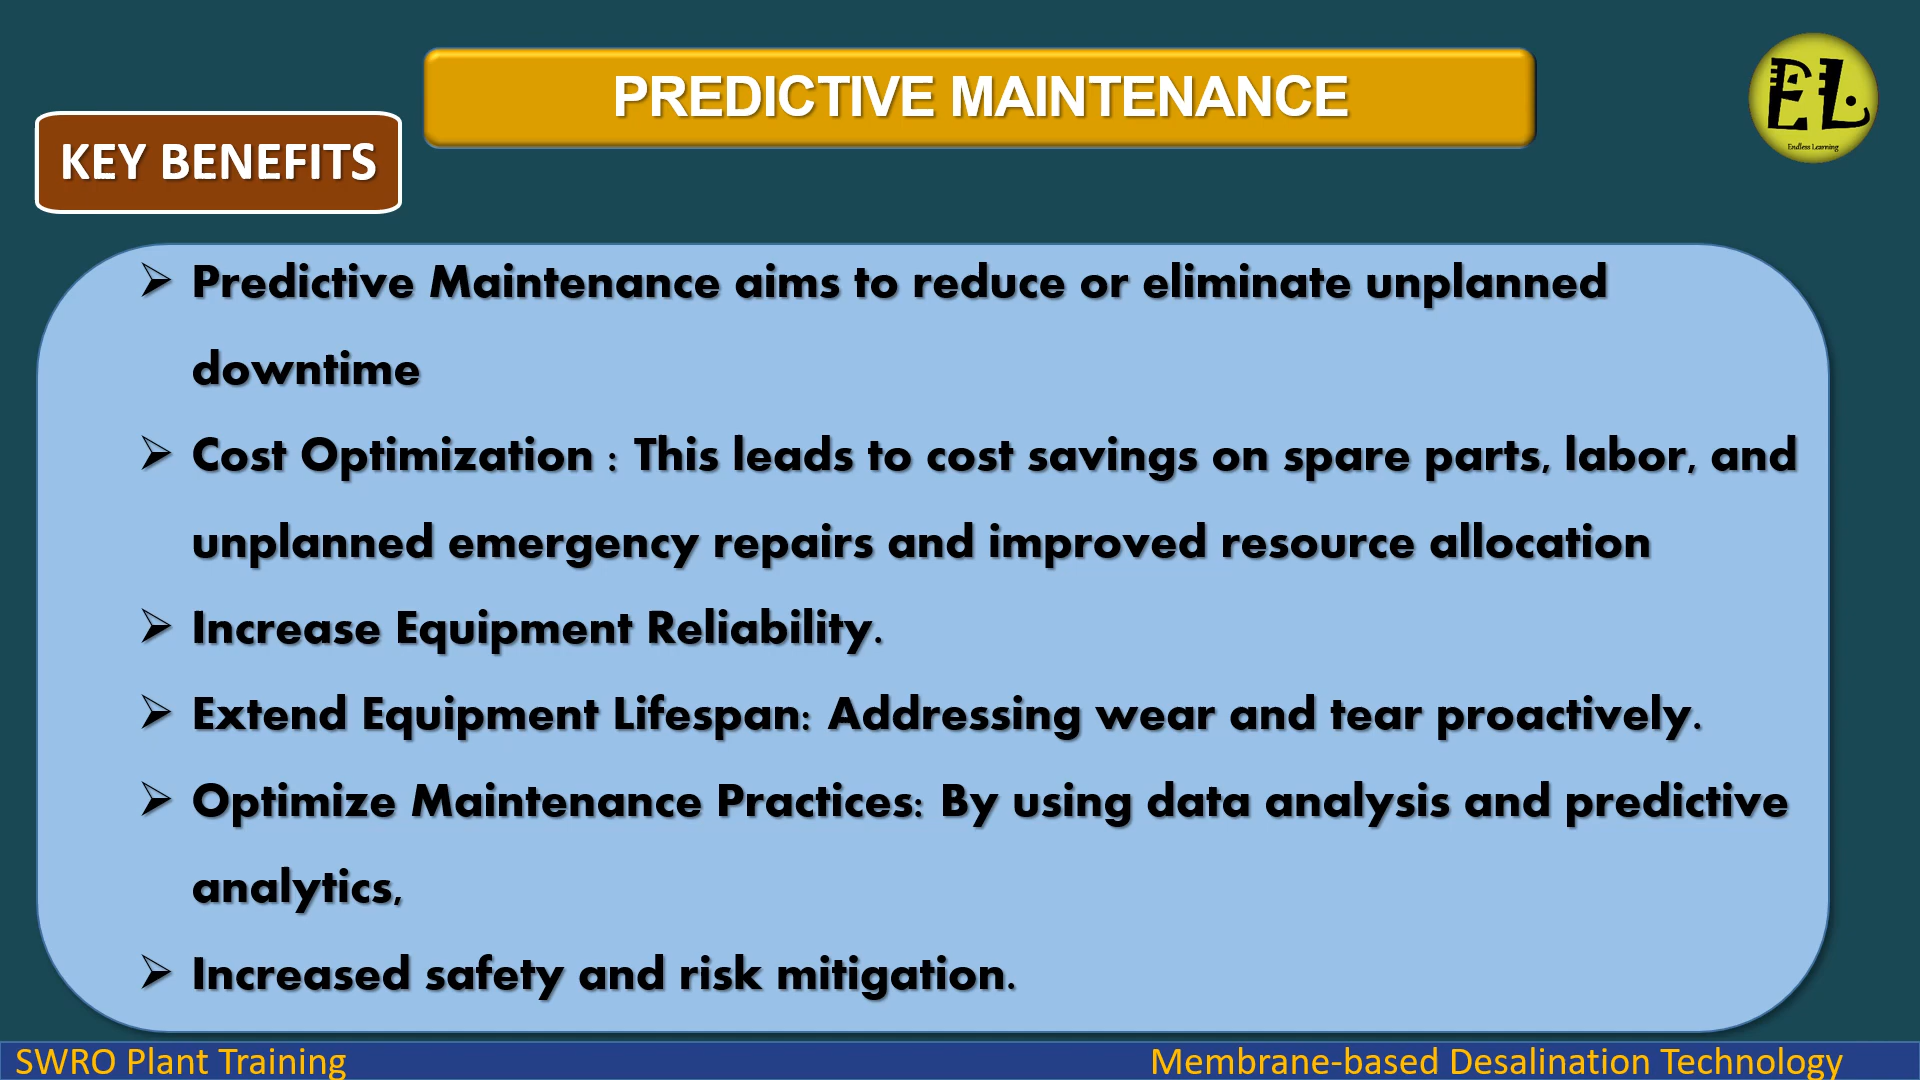 PREDICTIVE MAINTENANCE
EL
Endless Learning
KEY BENEFITS
➢ Predictive Maintenance aims to reduce or eliminate unplanned
downtime
➢ Cost Optimization : This leads to cost savings on spare parts, labor, and
unplanned emergency repairs and improved resource allocation
➢ Increase Equipment Reliability.
➢ Extend Equipment Lifespan: Addressing wear and tear proactively.
➢ Optimize Maintenance Practices: By using data analysis and predictive
analytics,
➢ Increased safety and risk mitigation.
SWRO Plant Training
Membrane-based Desalination Technology